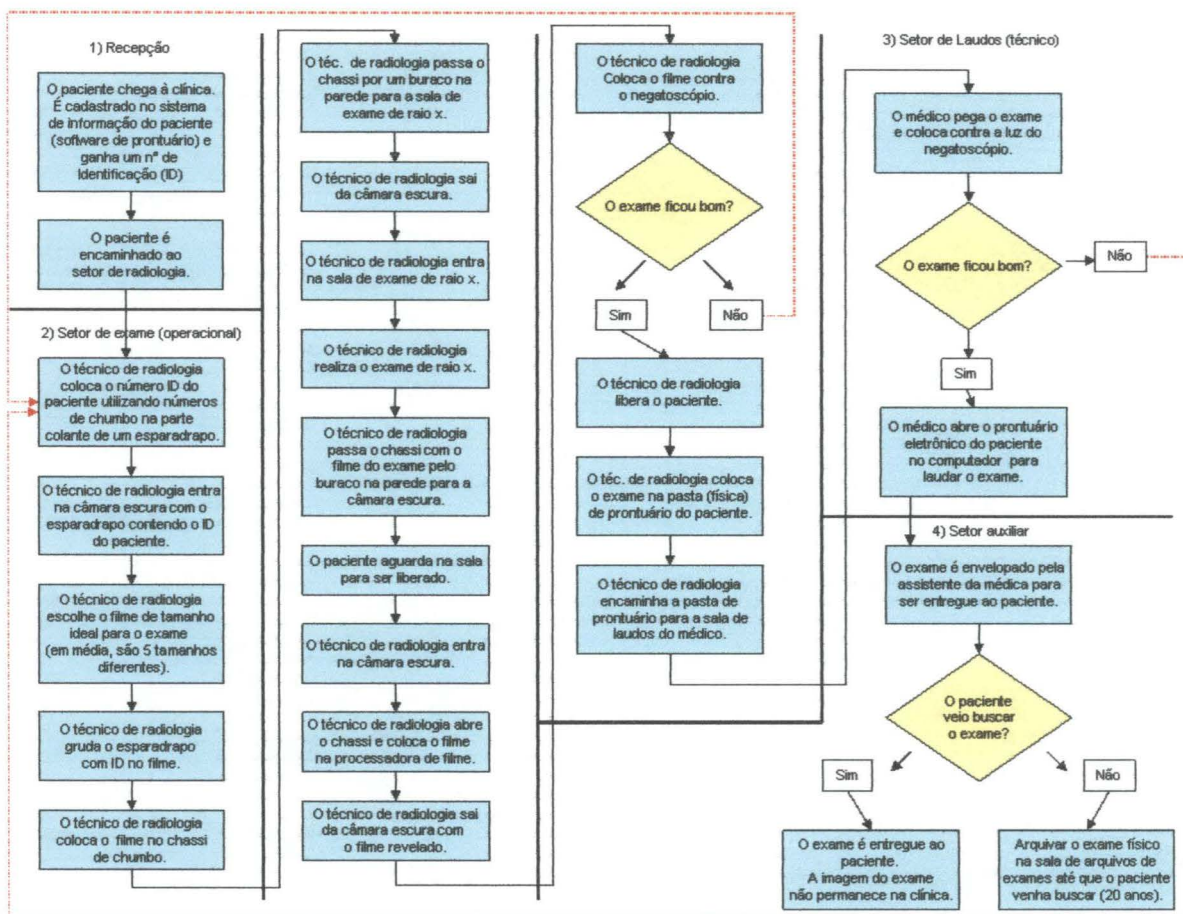 1) Recepção
O paciente chega à clínica.
É cadastrado no sistema
de informação do paciente
(software de prontuário) e
ganha um nº de
Identificação (ID)
O paciente é
encaminhado ao
setor de radiologia.
2) Setor de exame (operacional)
O técnico de radiologia
coloca o número ID do
paciente utilizando números
de chumbo na parte
colante de um esparadrapo.
O técnico de radiologia entra
na câmara escura com o
esparadrapo contendo o ID
do paciente.
O técnico de radiologia
escolhe o filme de tamanho
ideal para o exame
(em média, são 5 tamanhos
diferentes).
O técnico de radiologia
gruda o esparadrapo
com ID no filme.
O técnico de radiologia
coloca o filme no chassi
de chumbo.
O téc. de radiologia passa o
chassi por um buraco na
parede para a sala de
exame de raio x.
O técnico de radiologia sai
da câmara escura.
O técnico de radiologia entra
na sala de exame de raio x.
O técnico de radiologia
realiza o exame de raio x.
O técnico de radiologia
passa o chassi com o
filme do exame pelo
buraco na parede para a
câmara escura.
O paciente aguarda na sala
para ser liberado.
O técnico de radiologia entra
na câmara escura.
O técnico de radiologia abre
o chassi e coloca o filme
na processadora de filme.
O técnico de radiologia sai
da câmara escura com
o filme revelado.
O técnico de radiologia
Coloca o filme contra
o negatoscópio.
O exame ficou bom?
Sim
Não
O técnico de radiologia
libera o paciente.
O téc. de radiologia coloca
o exame na pasta (física)
de prontuário do paciente.
O técnico de radiologia
encaminha a pasta de
prontuário para a sala de
laudos do médico.
3) Setor de Laudos (técnico)
O médico pega o exame
e coloca contra a luz do
negatoscópio.
O exame ficou bom?
Não
Sim
O médico abre o prontuário
eletrônico do paciente
no computador para
laudar o exame.
4) Setor auxiliar
O exame é envelopado pela
assistente da médica para
ser entregue ao paciente.
O paciente
veio buscar
o exame?
Sim
Não
O exame é entregue ao
paciente.
A imagem do exame
não permanece na clínica.
Arquivar o exame físico
na sala de arquivos de
exames até que o paciente
venha buscar (20 anos).